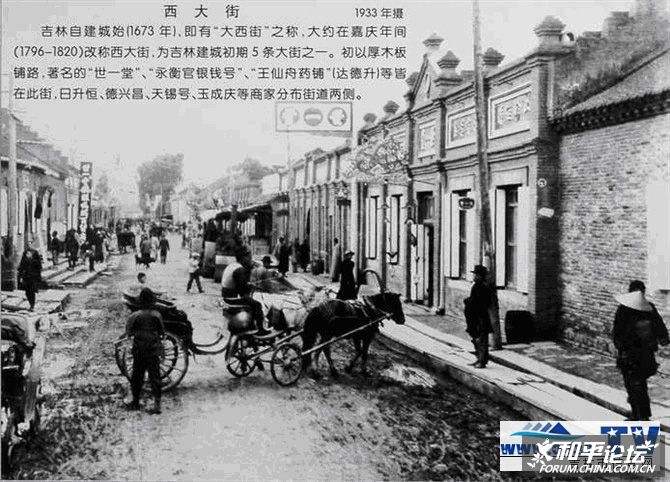 西大街
1933年摄
吉林自建城始(1673年),即有“大西街”之称,大约在嘉庆年间
(1796-1820)改称西大街,为吉林建城初期5条大街之一。初以厚木板
铺路,著名的“世一堂”、“永衡官银钱号”、“王仙舟药铺”(达德升)等皆
在此街,日升恒、德兴昌、天锡号、玉成庆等商家分布街道两侧。
WWW.
TV
和平论坛
FORUM.CHINA.COM.CN